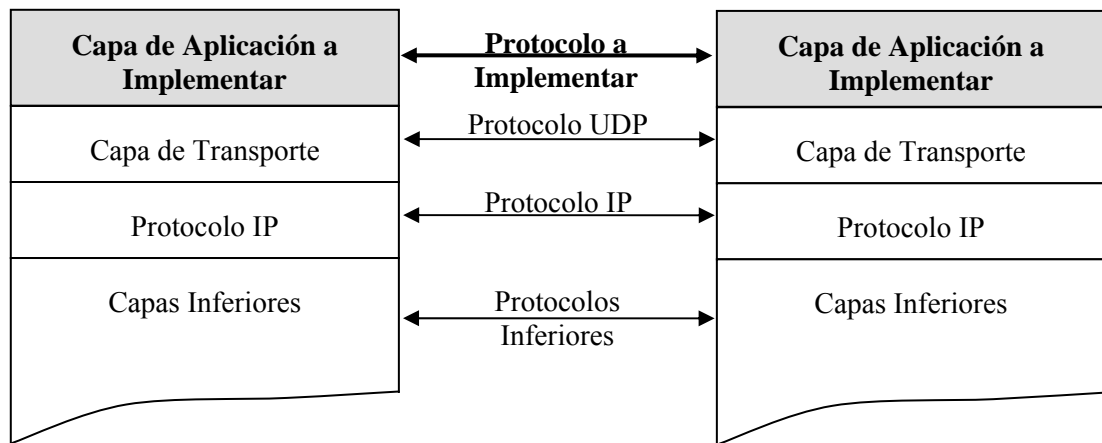 Capa de Aplicación a
Implementar
Protocolo a
Implementar
Capa de Aplicación a
Implementar
Capa de Transporte
Protocolo UDP
Capa de Transporte
Protocolo IP
Protocolo IP
Protocolo IP
Capas Inferiores
Protocolos
Inferiores
Capas Inferiores